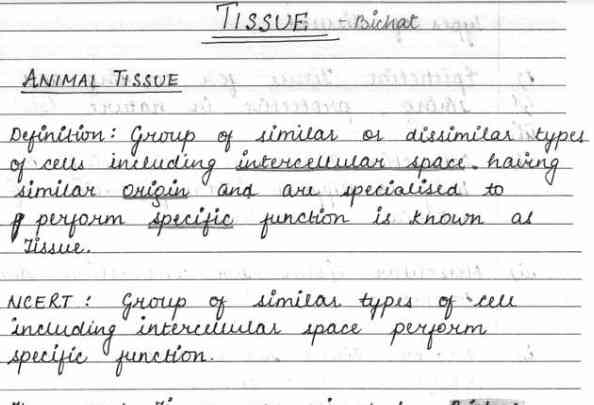 TISSUE - Bichat
ANIMAL TISSUE
Definition: Group of similar or dissimilar types
of cells including intercellular space having
similar origin and are specialised to
perform specific function is known as
Tissue.
NCERT: Group of similar types of cell
including intercellular space perform
specific function.